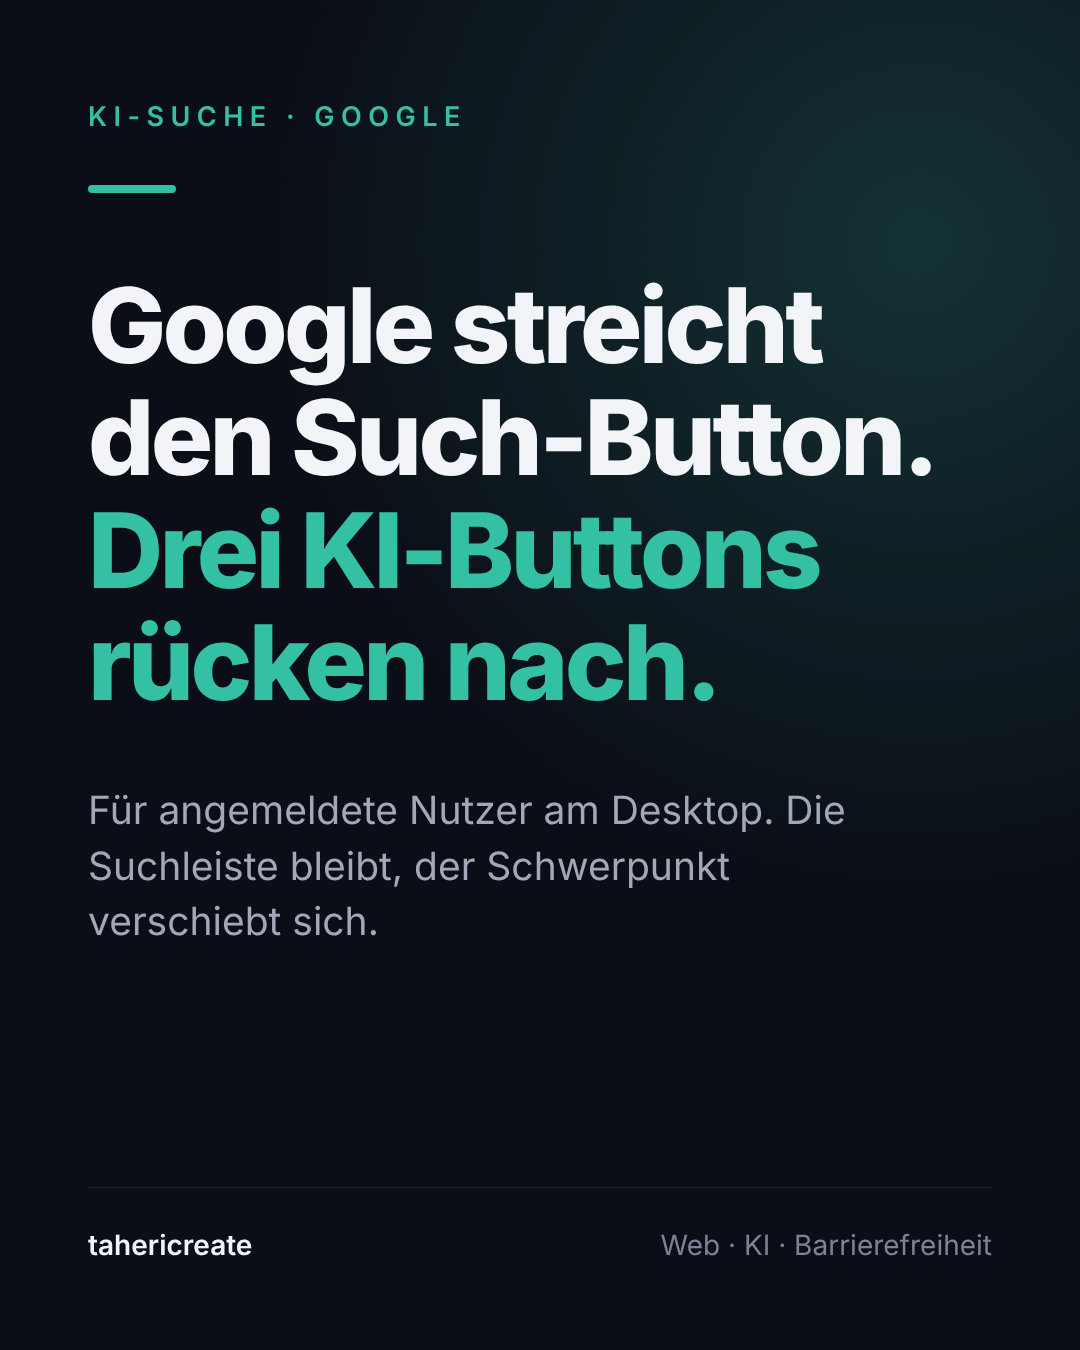 KI-SUCHE · GOOGLE
Google streicht
den Such-Button.
Drei KI-Buttons
rücken nach.
Für angemeldete Nutzer am Desktop. Die
Suchleiste bleibt, der Schwerpunkt
verschiebt sich.
tahericreate
Web · KI · Barrierefreiheit